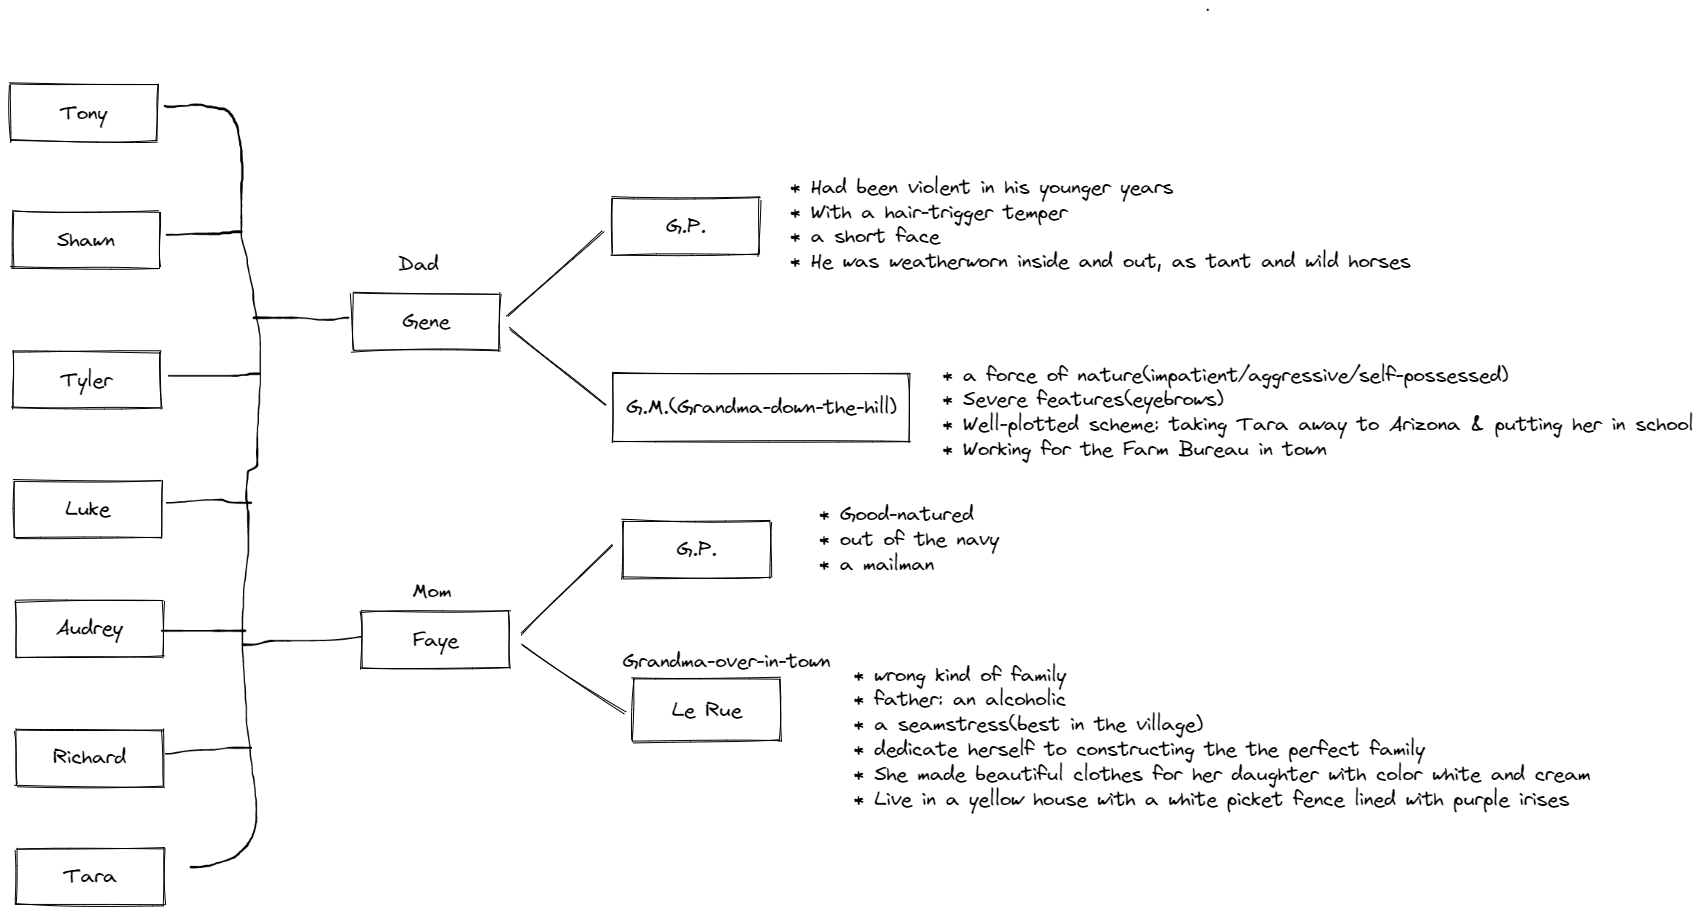 Tony
Shawn
Tyler
Luke
Audrey
Richard
Tara
Dad
Gene
G.P.
* Had been violent in his younger years
* With a hair-trigger temper
* a short face
* He was weatherworn inside and out, as tant and wild horses
G.M.(Grandma-down-the-hill)
* a force of nature(impatient/aggressive/self-possessed)
* Severe features(eyebrows)
* Well-plotted scheme: taking Tara away to Arizona & putting her in school
* Working for the Farm Bureau in town
Mom
Faye
G.P.
* Good-natured
* out of the navy
* a mailman
Grandma-over-in-town
Le Rue
* wrong kind of family
* father: an alcoholic
* a seamstress(best in the village)
* dedicate herself to constructing the the perfect family
* She made beautiful clothes for her daughter with color white and cream
* Live in a yellow house with a white picket fence lined with purple irises